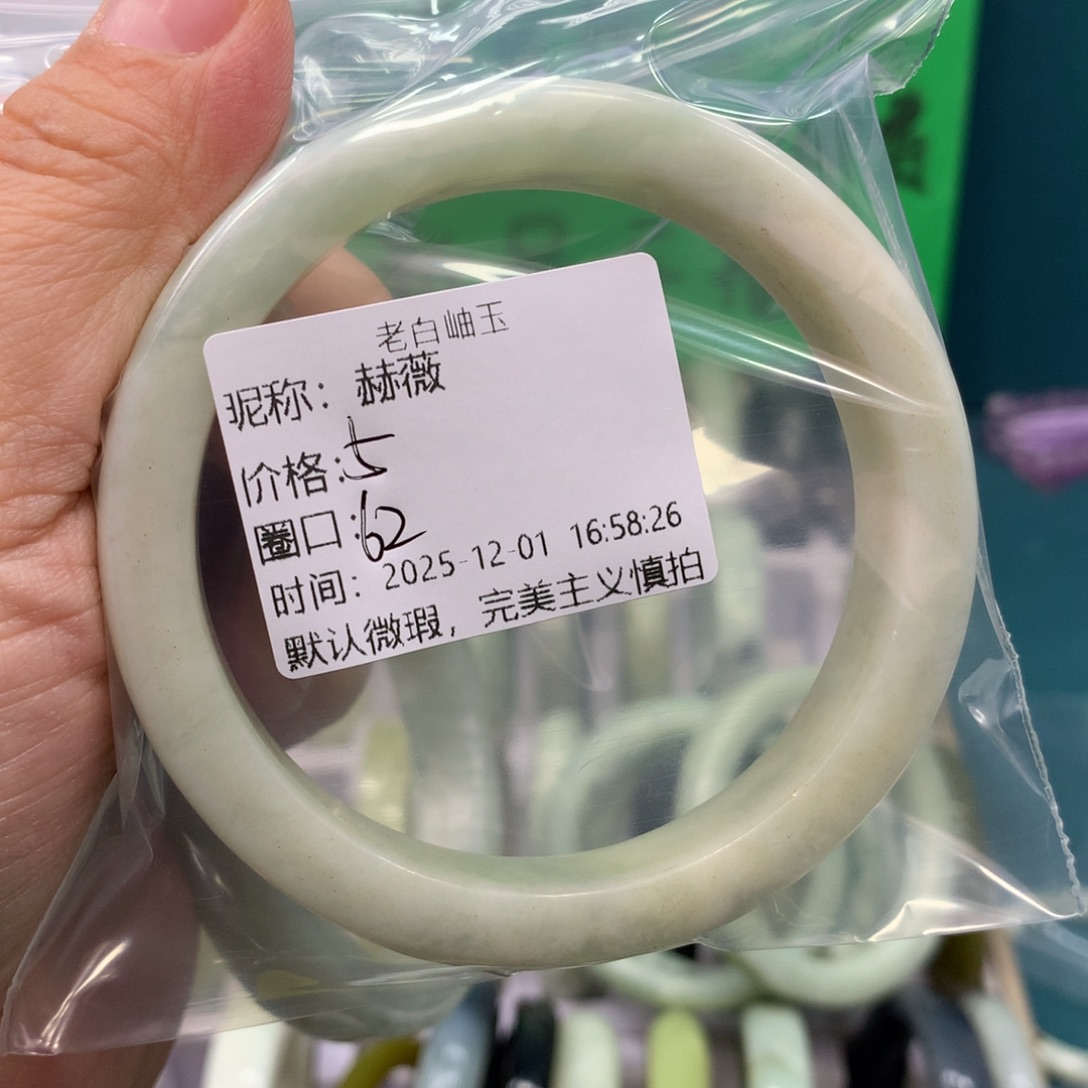 老白岫玉
昵称：赫薇
价格:5
圈口:62
时间：2025-12-01 16:58:26
默认微瑕，完美主义慎拍